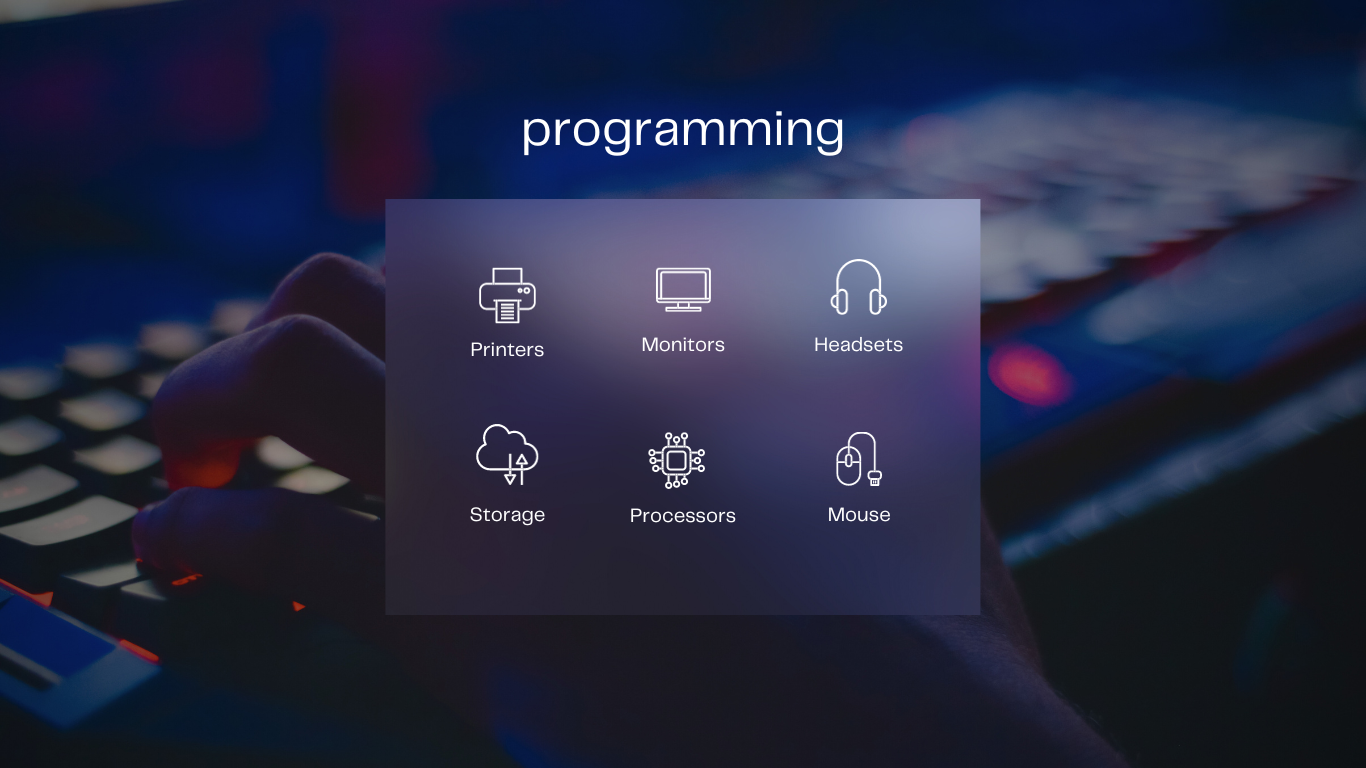 programming
Printers
Monitors
Headsets
Storage
Processors
Mouse